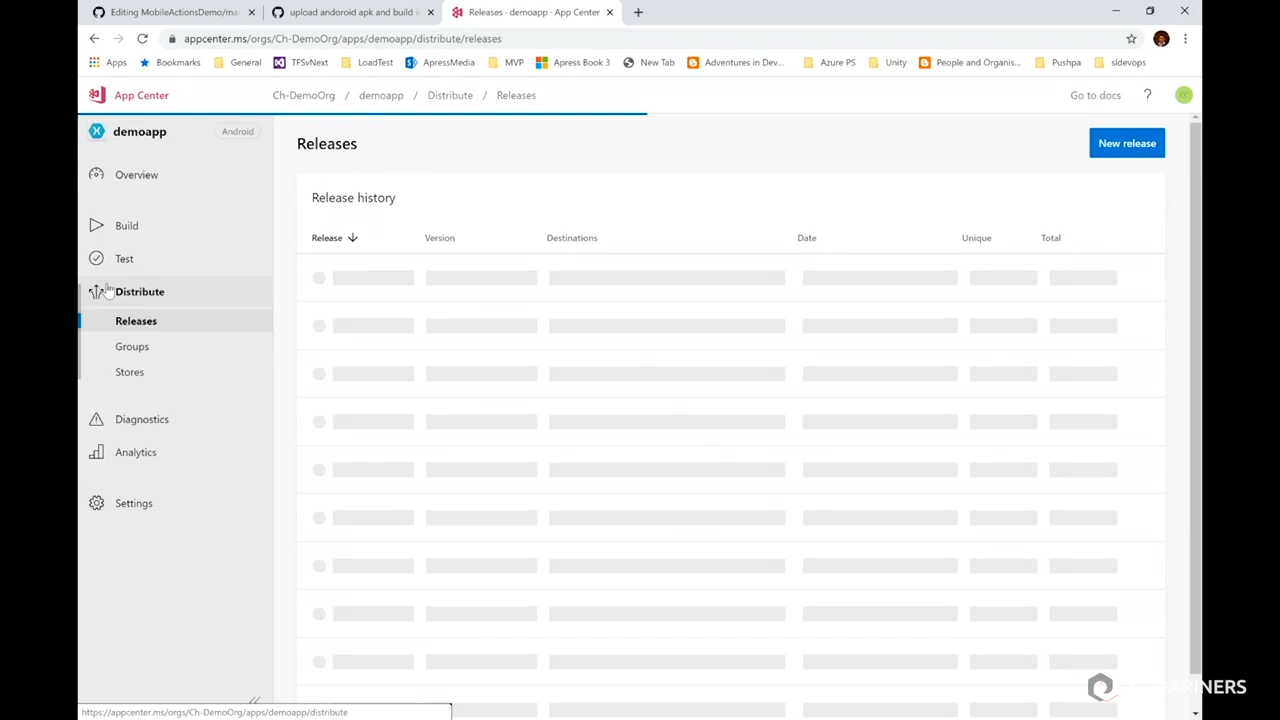 Editing MobileActionsDemo/ma
upload andoroid apk and build i
Releases · demoapp · App Center
appcenter.ms/orgs/Ch-DemoOrg/apps/demoapp/distribute/releases
Apps
Bookmarks
General
TFSvNext
LoadTest
ApressMedia
MVP
Apress Book 3
New Tab
Adventures in Dev...
Azure PS
Unity
People and Organis...
Pushpa
sldevops
App Center
Ch-DemoOrg / demoapp / Distribute / Releases
Go to docs ?
demoapp
Android
Overview
Build
Test
Distribute
Releases
Groups
Stores
Diagnostics
Analytics
Settings
Releases
New release
Release history
Release Version Destinations Date Unique Total
https://appcenter.ms/orgs/Ch-DemoOrg/apps/demoapp/distribute